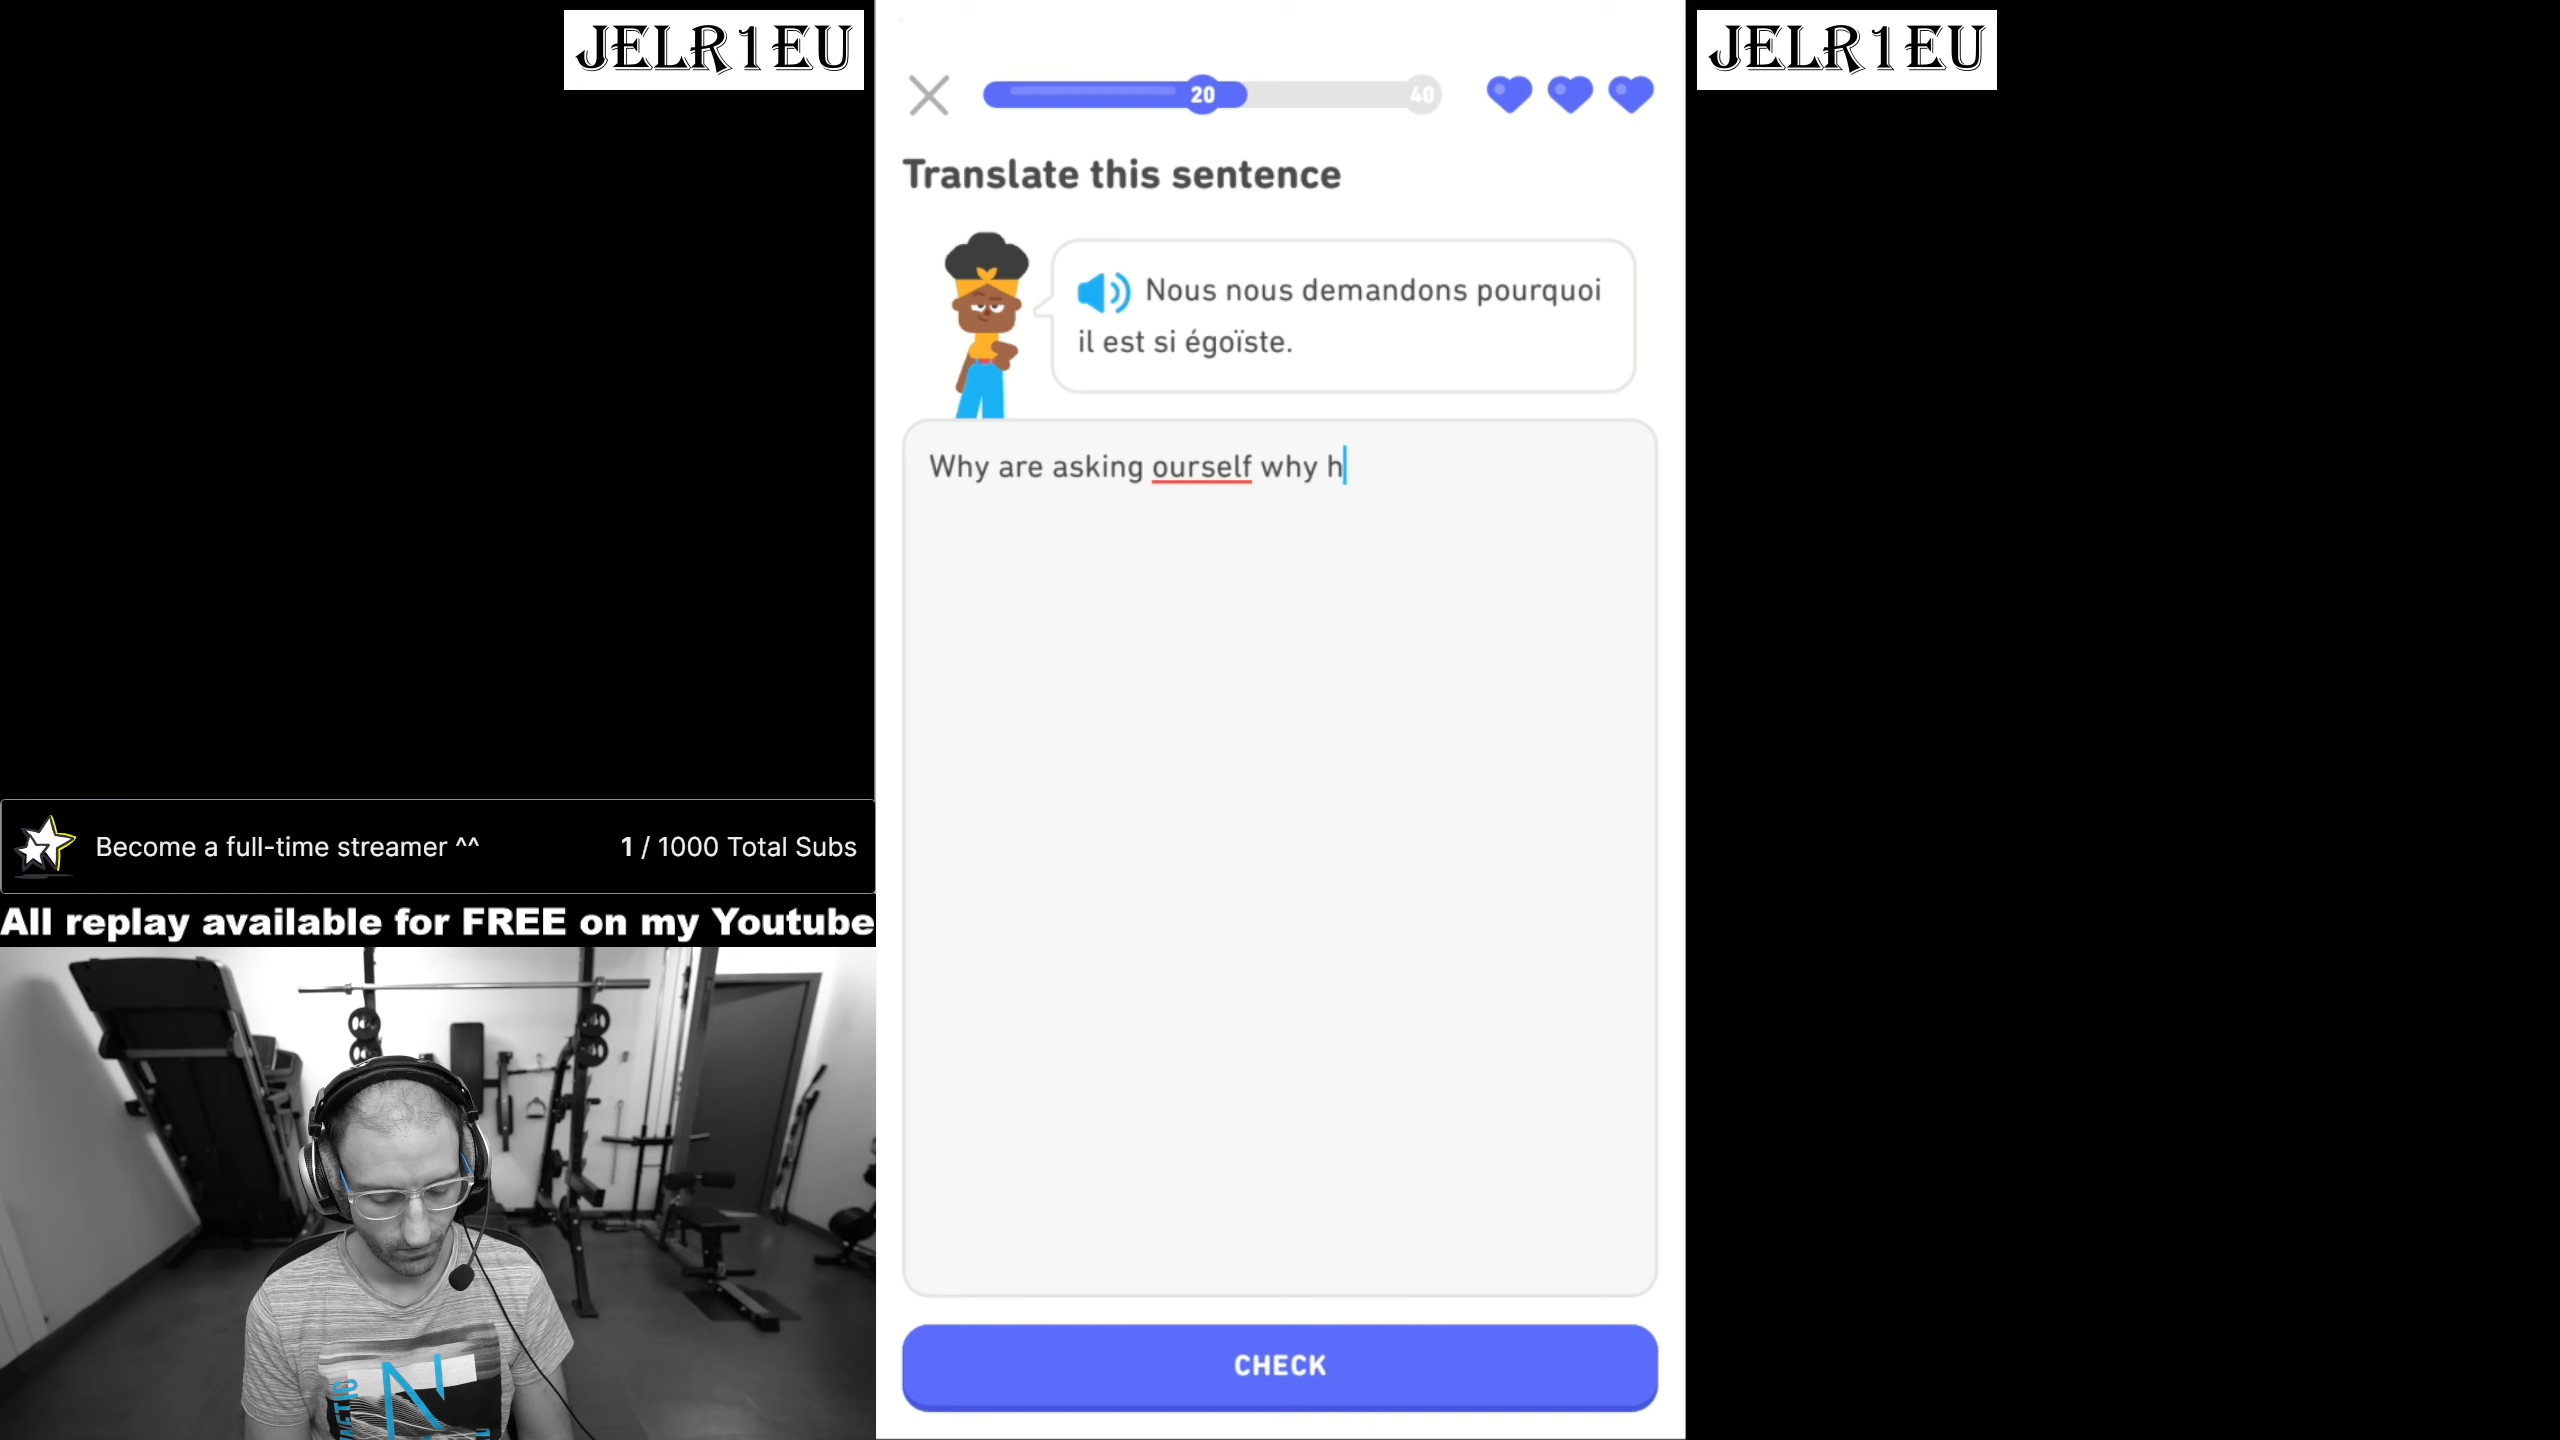 JELR1EU
JELR1EU
20
40
Translate this sentence
Nous nous demandons pourquoi
il est si égoïste.
Why are asking ourself why h
CHECK
Become a full-time streamer ^^
1 / 1000 Total Subs
All replay available for FREE on my Youtube
N